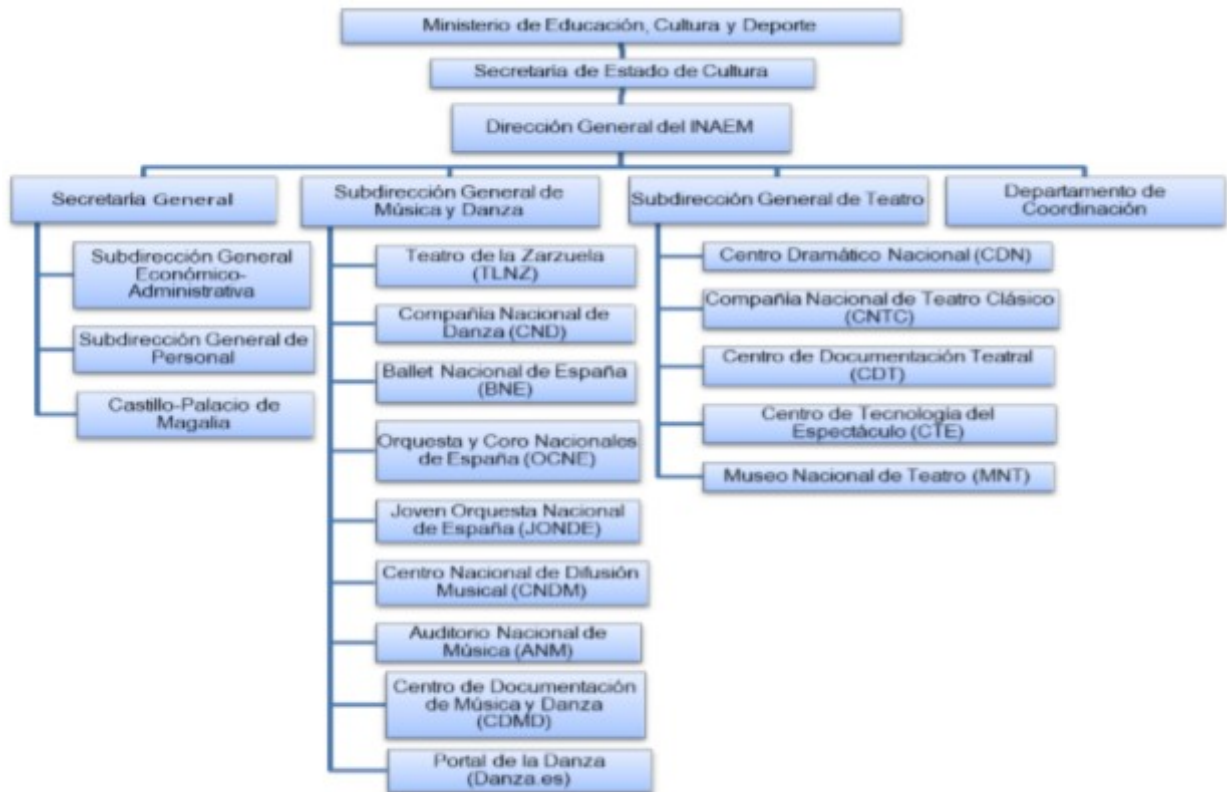 Ministerio de Educación, Cultura y Deporte
Secretaría de Estado de Cultura
Dirección General del INAEM
Secretaría General
Subdirección General
Económico-
Administrativa
Subdirección General de
Personal
Castillo-Palacio de
Magalia
Subdirección General de
Música y Danza
Teatro de la Zarzuela
(TLNZ)
Compañía Nacional de
Danza (CND)
Ballet Nacional de España
(BNE)
Orquesta y Coro Nacionales
de España (OCNE)
Joven Orquesta Nacional
de España (JONDE)
Centro Nacional de Difusión
Musical (CNDM)
Auditorio Nacional de
Música (ANM)
Centro de Documentación
de Música y Danza
(CDMD)
Portal de la Danza
(Danza.es)
Subdirección General de Teatro
Centro Dramático Nacional (CDN)
Compañía Nacional de Teatro Clásico
(CNTC)
Centro de Documentación Teatral
(CDT)
Centro de Tecnología del
Espectáculo (CTE)
Museo Nacional de Teatro (MNT)
Departamento de
Coordinación